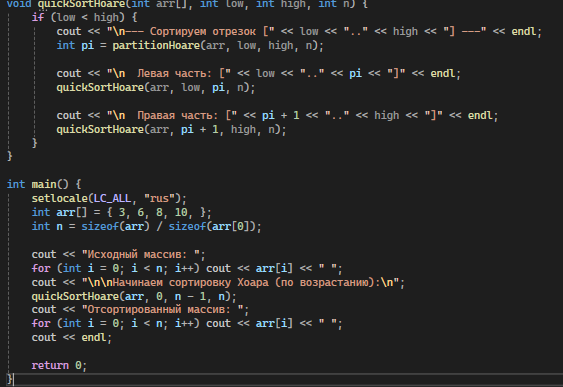 void quickSortHoare(int arr[], int low, int high, int n) {
    if (low < high) {
        cout << "\n--- Сортируем отрезок [" << low << ".." << high << "] ---" << endl;
        int pi = partitionHoare(arr, low, high, n);

        cout << "\n  Левая часть: [" << low << ".." << pi << "]" << endl;
        quickSortHoare(arr, low, pi, n);

        cout << "\n  Правая часть: [" << pi + 1 << ".." << high << "]" << endl;
        quickSortHoare(arr, pi + 1, high, n);
    }
}

int main() {
    setlocale(LC_ALL, "rus");
    int arr[] = { 3, 6, 8, 10, };
    int n = sizeof(arr) / sizeof(arr[0]);

    cout << "Исходный массив: ";
    for (int i = 0; i < n; i++) cout << arr[i] << " ";
    cout << "\n\nНачинаем сортировку Хоара (по возрастанию):\n";
    quickSortHoare(arr, 0, n - 1, n);
    cout << "Отсортированный массив: ";
    for (int i = 0; i < n; i++) cout << arr[i] << " ";
    cout << endl;

    return 0;
}